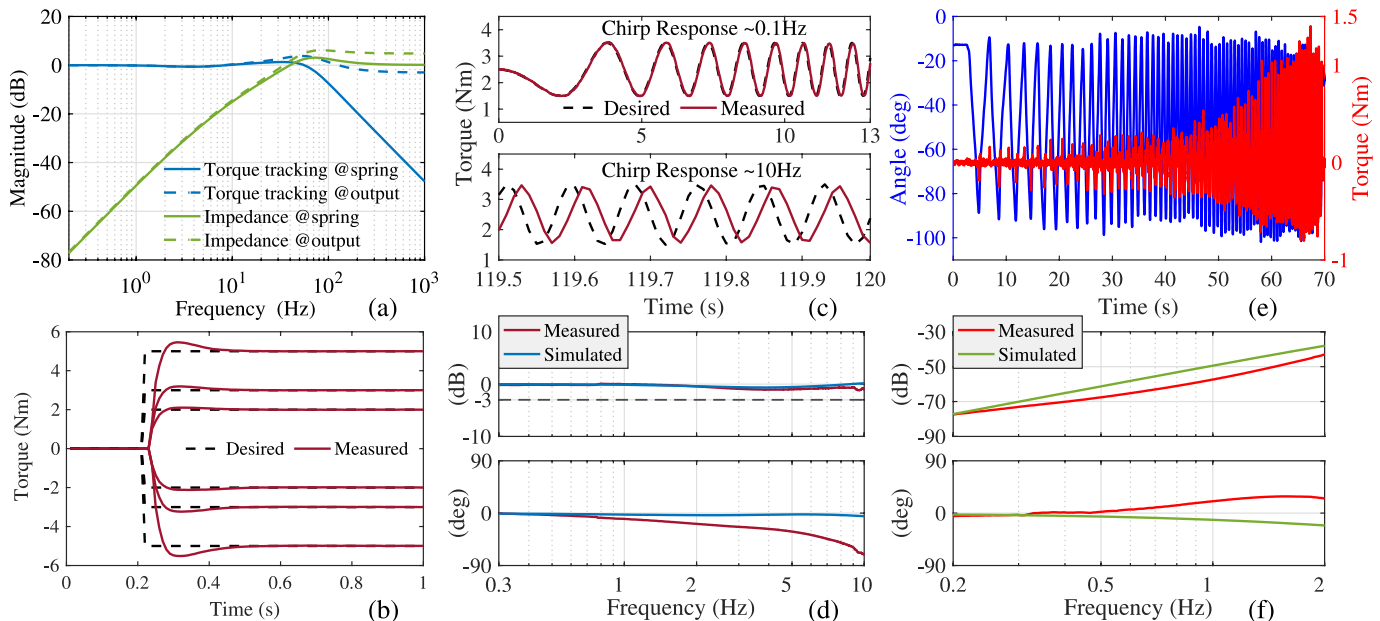 20
0
-20
-40
-60
80
Magnitude (dB)
Torque tracking @spring
Torque tracking @output
Impedance @spring
Impedance @output
10^0
10^1
10^2
10^3
Frequency (Hz)
(a)
Chirp Response ~0.1Hz
4
3
2
1
Desired
Measured
0
5
10
13
Chirp Response ~10Hz
4
3
2
1
Torque (Nm)
119.5
119.6
119.7
119.8
119.9
120
Time (s)
(c)
0
-20
-40
-60
-80
-100
Angle (deg)
1.5
1
0
-1
Torque (Nm)
0
10
20
30
40
50
60
70
Time (s)
(e)
6
5
4
3
2
0
-2
-3
-4
-5
-6
Torque (Nm)
Desired
Measured
0
0.2
0.4
0.6
0.8
1
Time (s)
(b)
Measured
Simulated
10
0
-3
-10
(dB)
90
0
-90
(deg)
0.3
1
2
5
10
Frequency (Hz)
(d)
Measured
Simulated
-30
-50
-70
-90
(dB)
90
0
-90
(deg)
0.2
0.5
1
2
Frequency (Hz)
(f)